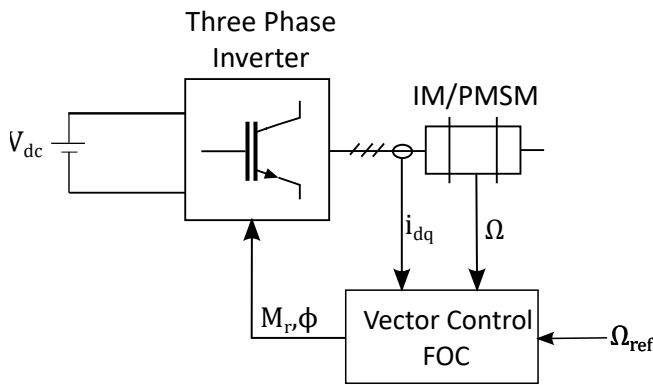 Three Phase
Inverter
IM/PMSM
V_dc
i_dq
Ω
M_r,ϕ
Vector Control
FOC
Ω_ref